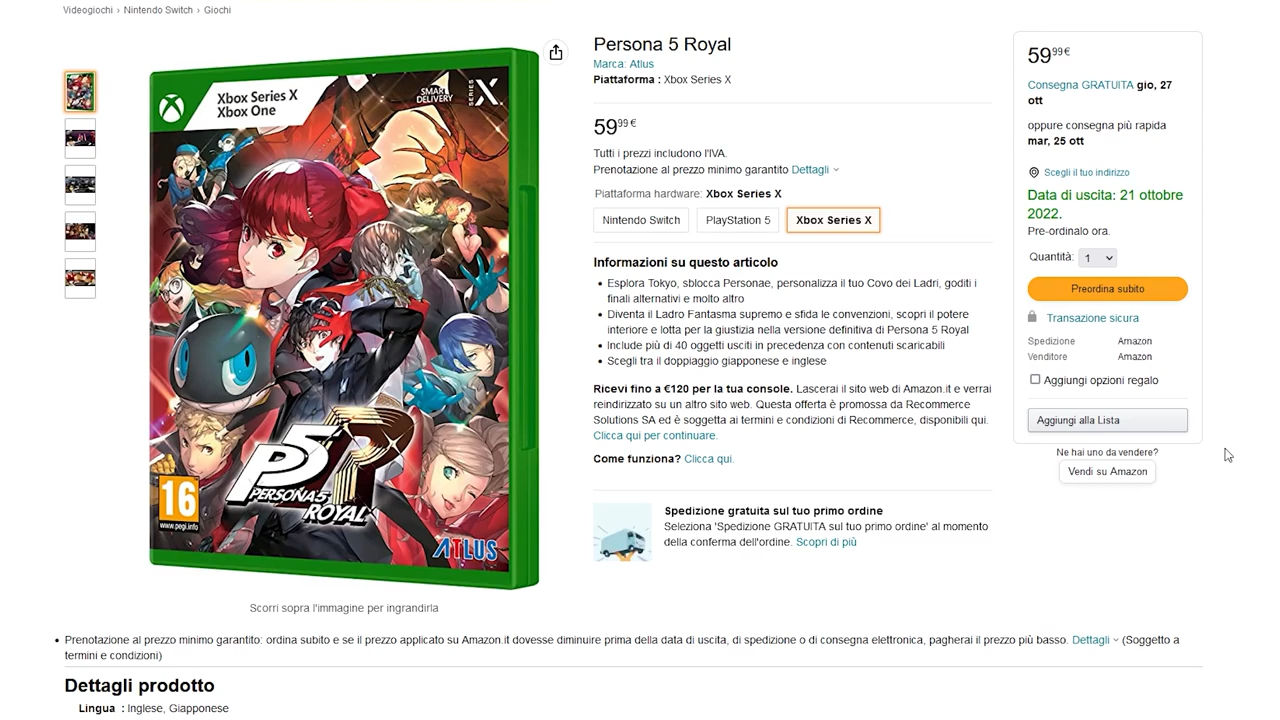 Videogiochi › Nintendo Switch › Giochi
Xbox Series X
Xbox One
SMART
DELIVERY
SERIES
X
P5R
PERSONA5
ROYAL
16
www.pegi.info
ATLUS
Scorri sopra l'immagine per ingrandirla
Persona 5 Royal
Marca: Atlus
Piattaforma : Xbox Series X
59,99 €
Tutti i prezzi includono l'IVA.
Prenotazione al prezzo minimo garantito Dettagli
Piattaforma hardware: Xbox Series X
Nintendo Switch
PlayStation 5
Xbox Series X
Informazioni su questo articolo
• Esplora Tokyo, sblocca Personae, personalizza il tuo Covo dei Ladri, goditi i
finali alternativi e molto altro
• Diventa il Ladro Fantasma supremo e sfida le convenzioni, scopri il potere
interiore e lotta per la giustizia nella versione definitiva di Persona 5 Royal
• Include più di 40 oggetti usciti in precedenza con contenuti scaricabili
• Scegli tra il doppiaggio giapponese e inglese
Ricevi fino a €120 per la tua console. Lascerai il sito web di Amazon.it e verrai
reindirizzato su un altro sito web. Questa offerta è promossa da Recommerce
Solutions SA ed è soggetta ai termini e condizioni di Recommerce, disponibili qui.
Clicca qui per continuare.
Come funziona? Clicca qui.
Spedizione gratuita sul tuo primo ordine
Seleziona 'Spedizione GRATUITA sul tuo primo ordine' al momento
della conferma dell'ordine. Scopri di più
59,99 €
Consegna GRATUITA gio, 27
ott
oppure consegna più rapida
mar, 25 ott
Scegli il tuo indirizzo
Data di uscita: 21 ottobre
2022.
Pre-ordinalo ora.
Quantità: 1
Preordina subito
Transazione sicura
Spedizione Amazon
Venditore Amazon
Aggiungi opzioni regalo
Aggiungi alla Lista
Ne hai uno da vendere?
Vendi su Amazon
• Prenotazione al prezzo minimo garantito: ordina subito e se il prezzo applicato su Amazon.it dovesse diminuire prima della data di uscita, di spedizione o di consegna elettronica, pagherai il prezzo più basso. Dettagli (Soggetto a
termini e condizioni)
Dettagli prodotto
Lingua : Inglese, Giapponese